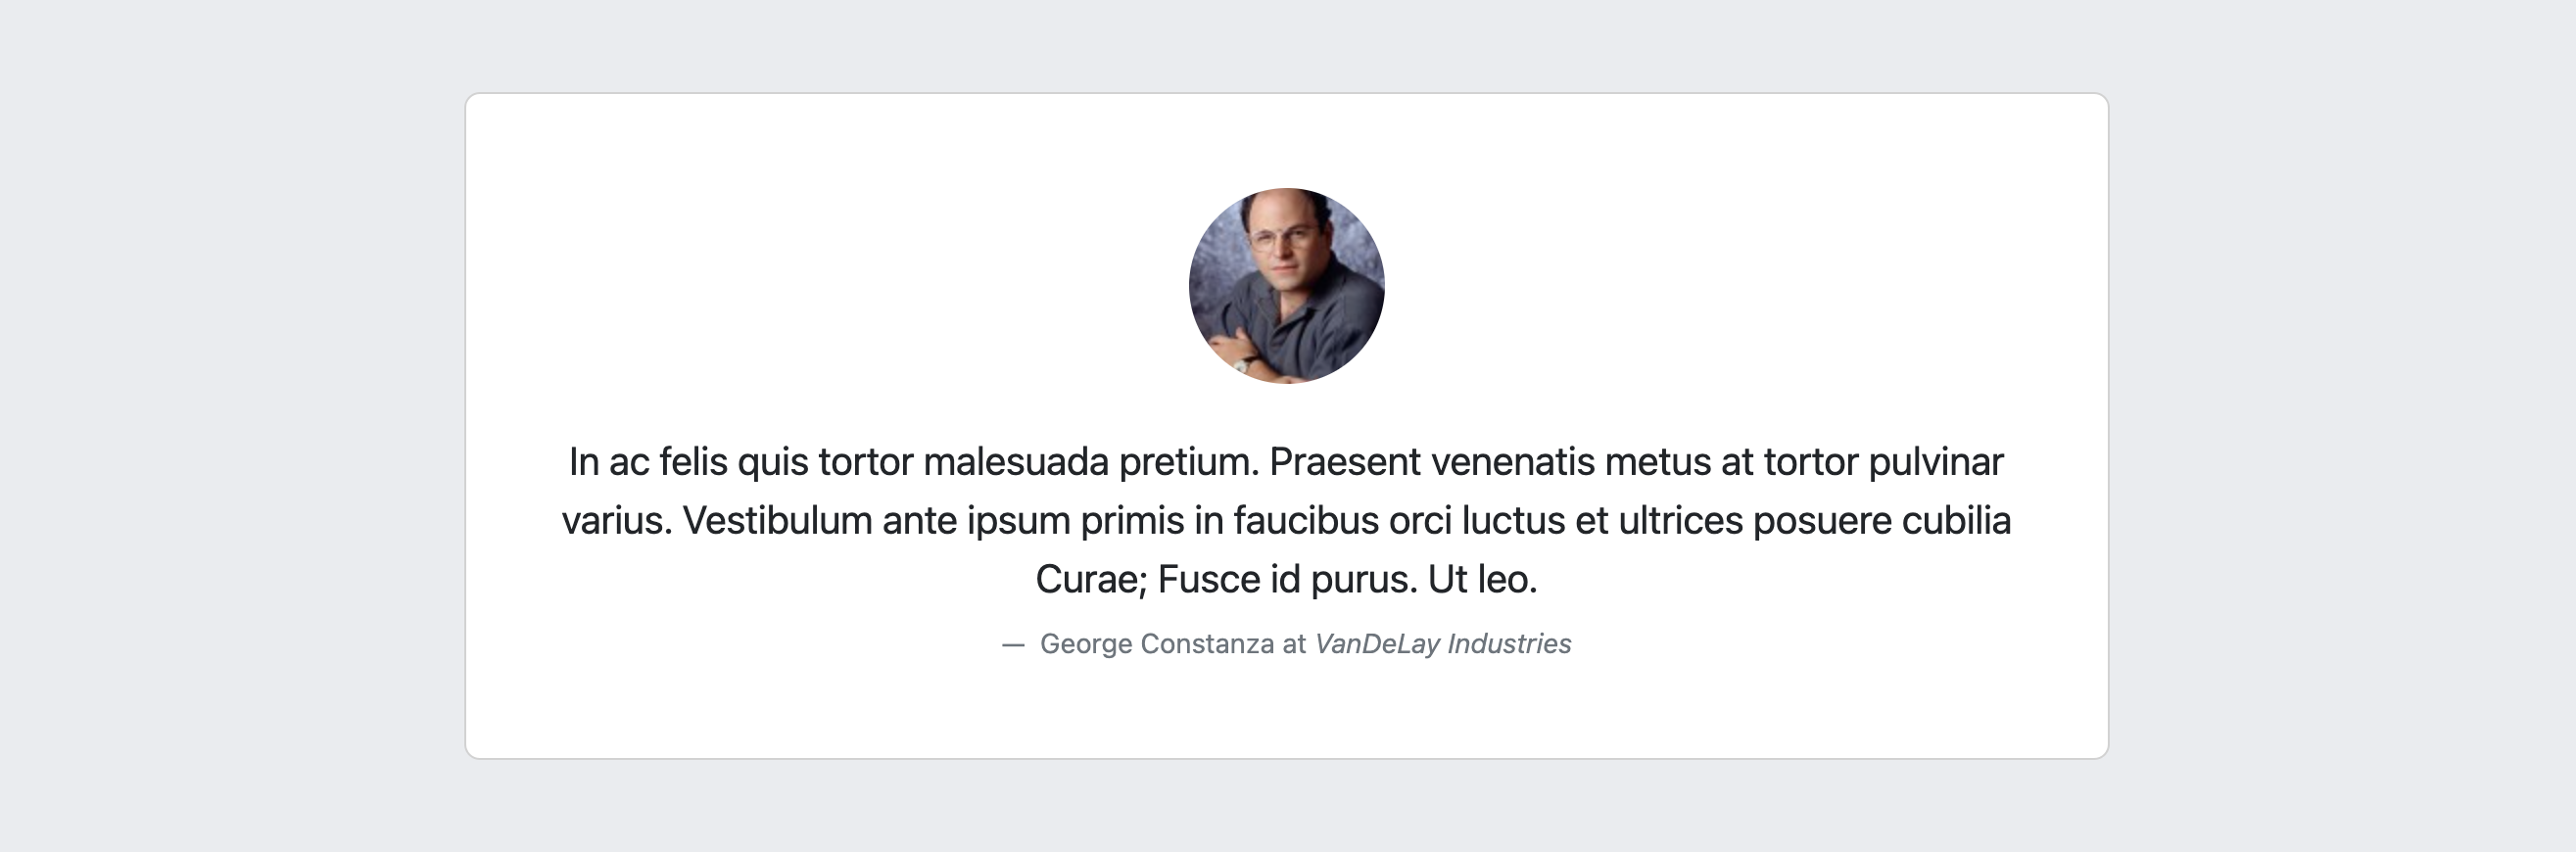 In ac felis quis tortor malesuada pretium. Praesent venenatis metus at tortor pulvinar
varius. Vestibulum ante ipsum primis in faucibus orci luctus et ultrices posuere cubilia
Curae; Fusce id purus. Ut leo.
— George Constanza at VanDeLay Industries